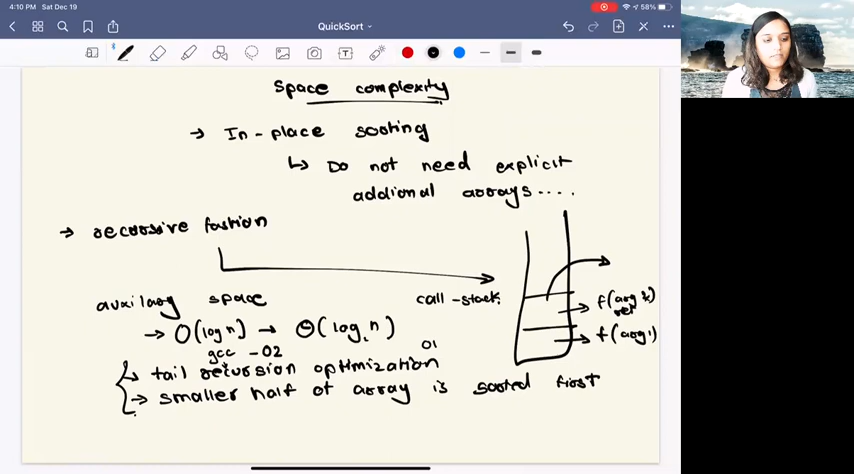 4:10 PM Sat Dec 19
58%
QuickSort
Space complexity
→ In-place sorting
↳ Do not need explicit
addional arrays....
→ recursive fashion
auxilary space
call-stack
f(arg 2)
ret
f(arg 1)
→ O(log n) → Θ(log₂ n)
gcc -O2
O1
↳ tail recursion optimization
→ smaller half of array is sorted first